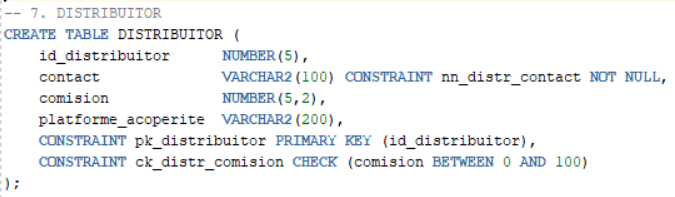 -- 7. DISTRIBUITOR
CREATE TABLE DISTRIBUITOR (
    id_distribuitor       NUMBER(5),
    contact               VARCHAR2(100) CONSTRAINT nn_distr_contact NOT NULL,
    comision              NUMBER(5,2),
    platforme_acoperite   VARCHAR2(200),
    CONSTRAINT pk_distribuitor PRIMARY KEY (id_distribuitor),
    CONSTRAINT ck_distr_comision CHECK (comision BETWEEN 0 AND 100)
);